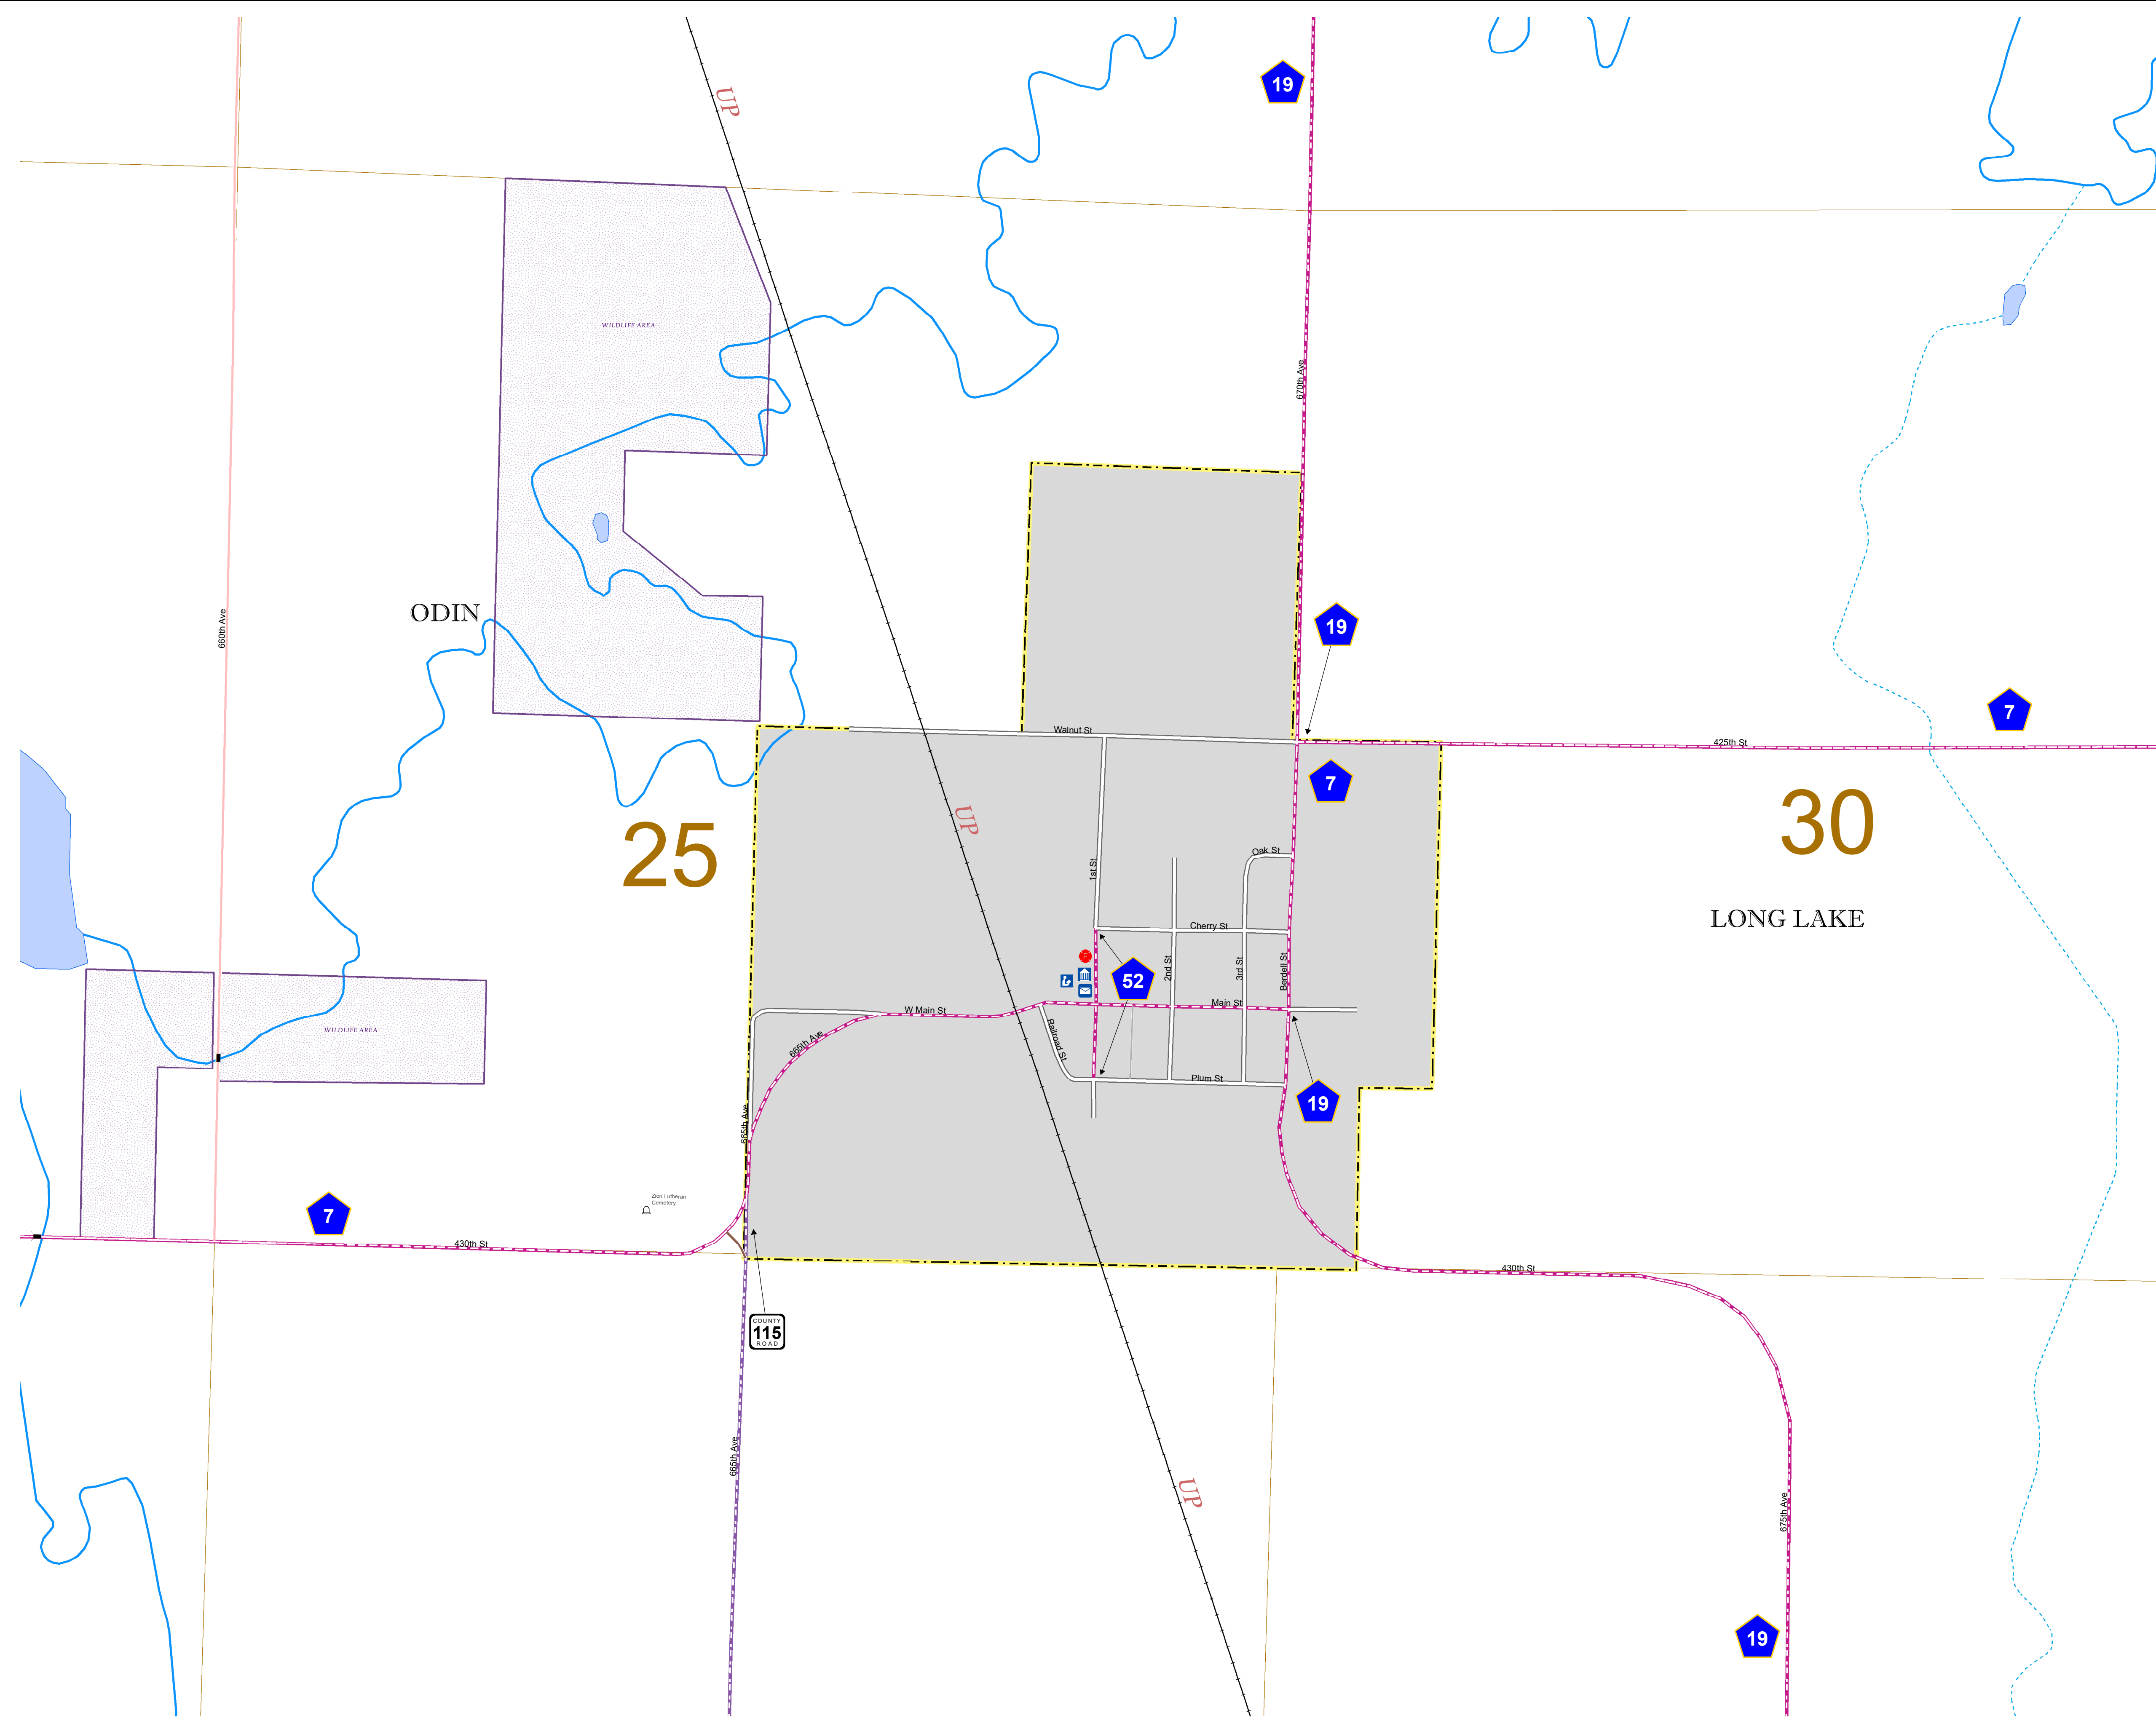 19
UP
WILDLIFE AREA
670th Ave
ODIN
660th Ave
19
7
Walnut St
425th St
7
UP
25
30
1st St
Oak St
LONG LAKE
Cherry St
F
2nd St
3rd St
Berdell St
52
W Main St
Main St
WILDLIFE AREA
665th Ave
Railroad St
Plum St
19
665th Ave
Zion Lutheran
Cemetery
7
430th St
430th St
COUNTY
115
ROAD
665th Ave
UP
675th Ave
19